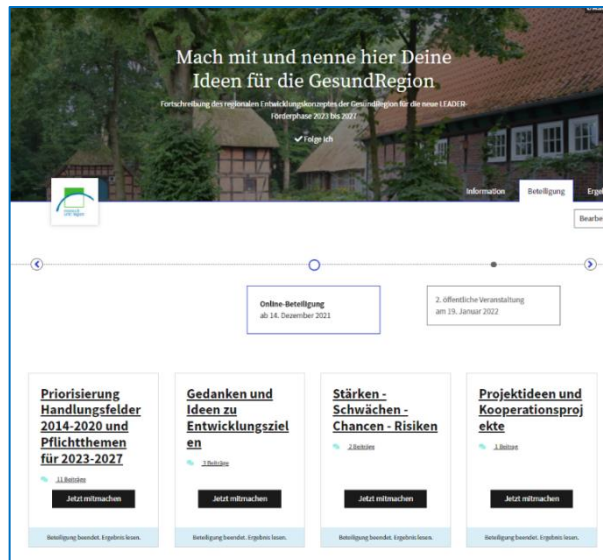 Mach mit und nenne hier Deine
Ideen für die GesundRegion
Fortschreibung des regionalen Entwicklungskonzeptes der GesundRegion für die neue LEADER-
Förderphase 2023 bis 2027
Folge ich
Information
Beteiligung
Online-Beteiligung
ab 14. Dezember 2021
2. öffentliche Veranstaltung
am 19. Januar 2022
Priorisierung
Handlungsfelder
2014-2020 und
Pflichtthemen
für 2023-2027
11 Beiträge
Jetzt mitmachen
Beteiligung beendet. Ergebnis lesen.
Gedanken und
Ideen zu
Entwicklungsziel
en
3 Beiträge
Jetzt mitmachen
Beteiligung beendet. Ergebnis lesen.
Stärken -
Schwächen -
Chancen - Risiken
2 Beiträge
Jetzt mitmachen
Beteiligung beendet. Ergebnis lesen.
Projektideen und
Kooperationsproj
ekte
1 Beitrag
Jetzt mitmachen
Beteiligung beendet. Ergebnis lesen.